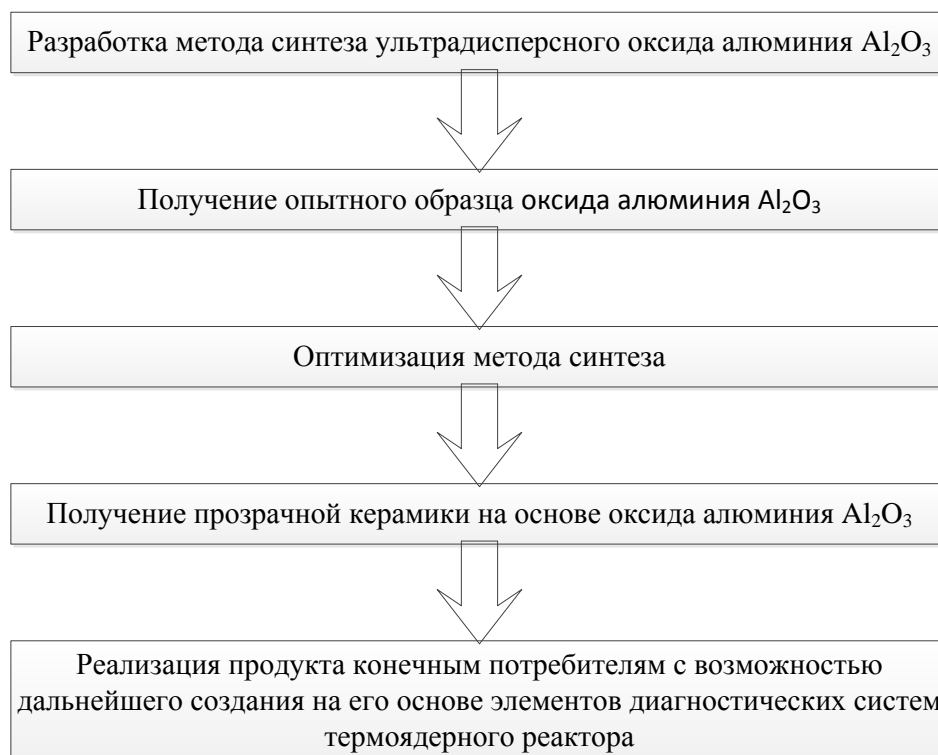 Разработка метода синтеза ультрадисперсного оксида алюминия Al₂O₃
Получение опытного образца оксида алюминия Al₂O₃
Оптимизация метода синтеза
Получение прозрачной керамики на основе оксида алюминия Al₂O₃
Реализация продукта конечным потребителям с возможностью
дальнейшего создания на его основе элементов диагностических систем
термоядерного реактора